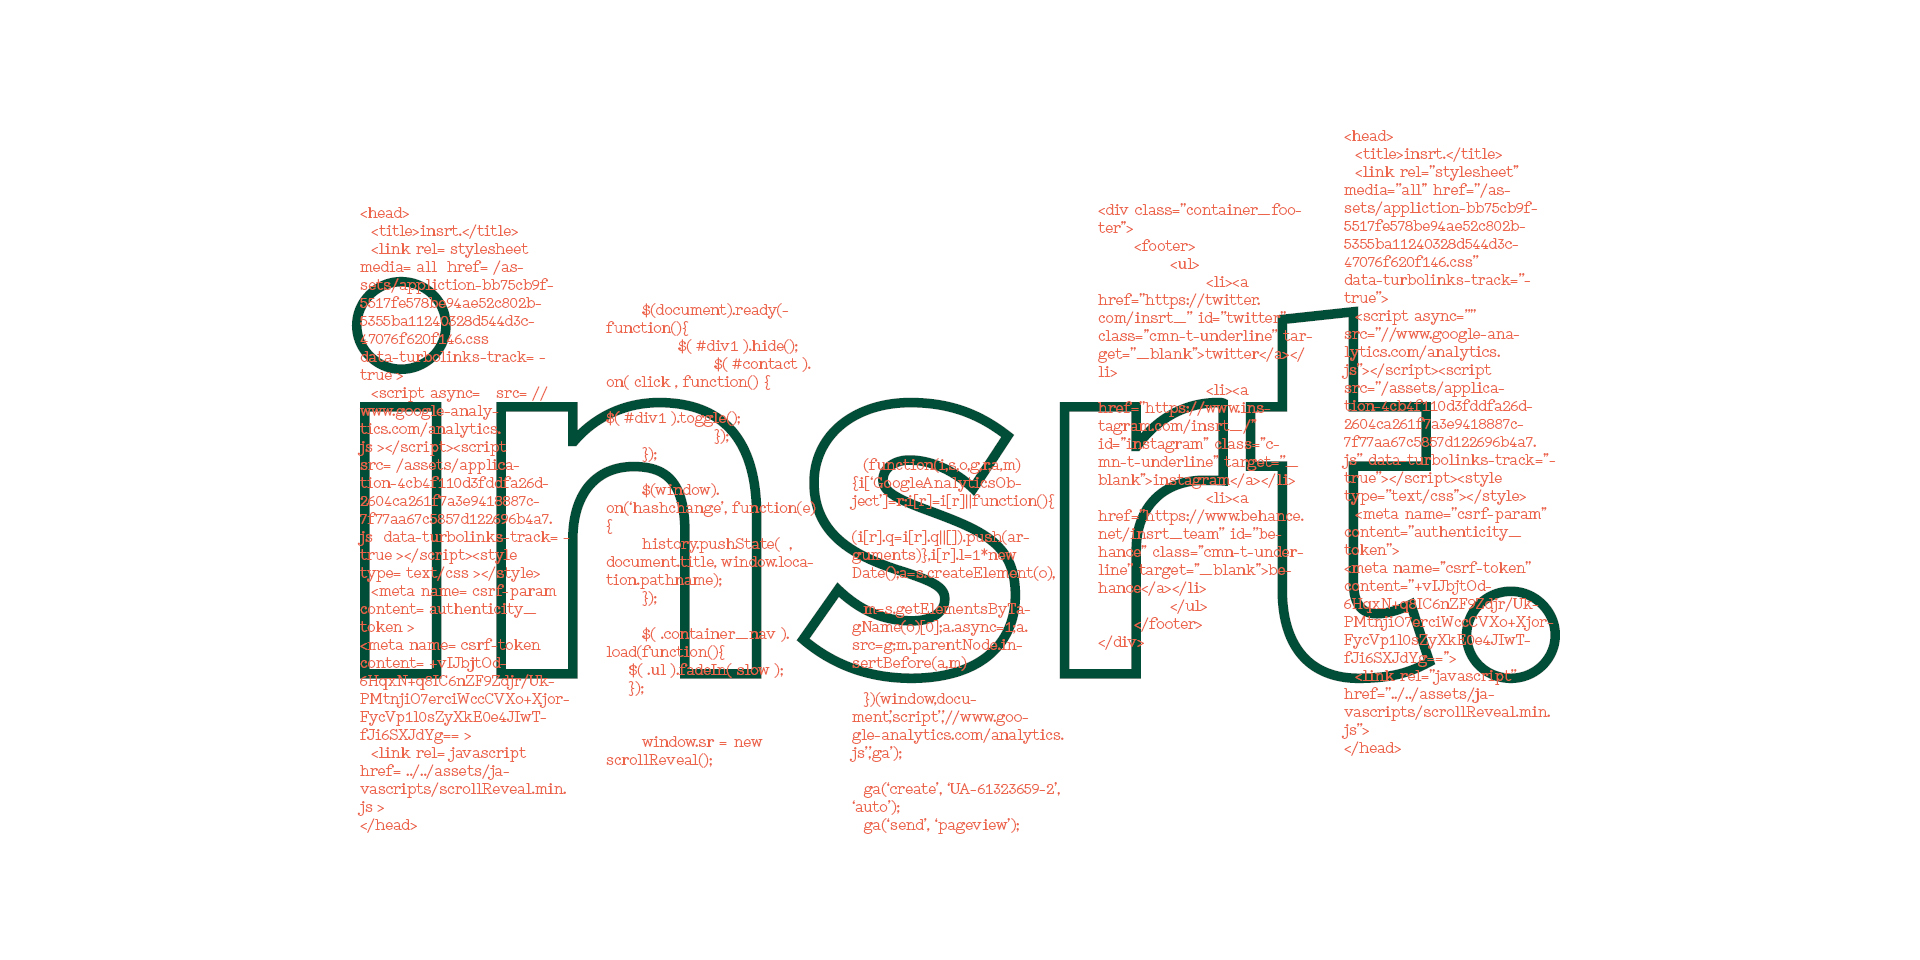 insrt.
<head>
<title>insrt.</title>
<link rel= stylesheet
media= all  href= /as-
sets/appliction-bb75cb9f-
5517fe578be94ae52c802b-
5355ba11240328d544d3c-
47076f620f146.css
data-turbolinks-track= -
true >
<script async=   src= //
www.google-analy-
tics.com/analytics.
js ></script><script
src= /assets/applica-
tion-4cb4f110d3fddfa26d-
2604ca261f7a3e9418887c-
7f77aa67c5857d122696b4a7.
js  data-turbolinks-track= -
true ></script><style
type= text/css ></style>
<meta name= csrf-param
content= authenticity_
token >
<meta name= csrf-token
content= +vIJbjtOd-
6HqxN+q8IC6nZF9Zdjr/Uk-
PMtnjiO7erciWccCVXo+Xjor-
FycVp1l0sZyXkE0e4JIwT-
fJi6SXJdYg== >
<link rel= javascript
href= ../../assets/ja-
vascripts/scrollReveal.min.
js >
</head>
$(document).ready(-
function(){
$( #div1 ).hide();
$( #contact ).
on( click , function() {
$( #div1 ).toggle();
});
});
$(window).
on('hashchange', function(e)
{
history.pushState(  ,
document.title, window.loca-
tion.pathname);
});
$( .container_nav ).
load(function(){
$( .ul ).fadeIn( slow );
});
window.sr = new
scrollReveal();
(function(i,s,o,g,r,a,m)
{i['GoogleAnalyticsOb-
ject']=r;i[r]=i[r]||function(){
(i[r].q=i[r].q||[]).push(ar-
guments)},i[r].l=1*new
Date();a=s.createElement(o),
m=s.getElementsByTa-
gName(o)[0];a.async=1;a.
src=g;m.parentNode.in-
sertBefore(a,m)
})(window,docu-
ment,'script','//www.goo-
gle-analytics.com/analytics.
js','ga');
ga('create', 'UA-61323659-2',
'auto');
ga('send', 'pageview');
<div class="container_foo-
ter">
<footer>
<ul>
<li><a
href="https://twitter.
com/insrt_" id="twitter"
class="cmn-t-underline" tar-
get="_blank">twitter</a></
li>
<li><a
href="https://www.ins-
tagram.com/insrt_/"
id="instagram" class="c-
mn-t-underline" target="_
blank">instagram</a></li>
<li><a
href="https://www.behance.
net/insrt_team" id="be-
hance" class="cmn-t-under-
line" target="_blank">be-
hance</a></li>
</ul>
</footer>
</div>
<head>
<title>insrt.</title>
<link rel="stylesheet"
media="all" href="/as-
sets/appliction-bb75cb9f-
5517fe578be94ae52c802b-
5355ba11240328d544d3c-
47076f620f146.css"
data-turbolinks-track="-
true">
<script async=""
src="//www.google-ana-
lytics.com/analytics.
js"></script><script
src="/assets/applica-
tion-4cb4f110d3fddfa26d-
2604ca261f7a3e9418887c-
7f77aa67c5857d122696b4a7.
js" data-turbolinks-track="-
true"></script><style
type="text/css"></style>
<meta name="csrf-param"
content="authenticity_
token">
<meta name="csrf-token"
content="+vIJbjtOd-
6HqxN+q8IC6nZF9Zdjr/Uk-
PMtnjiO7erciWccCVXo+Xjor-
FycVp1l0sZyXkE0e4JIwT-
fJi6SXJdYg==">
<link rel="javascript"
href="../../assets/ja-
vascripts/scrollReveal.min.
js">
</head>